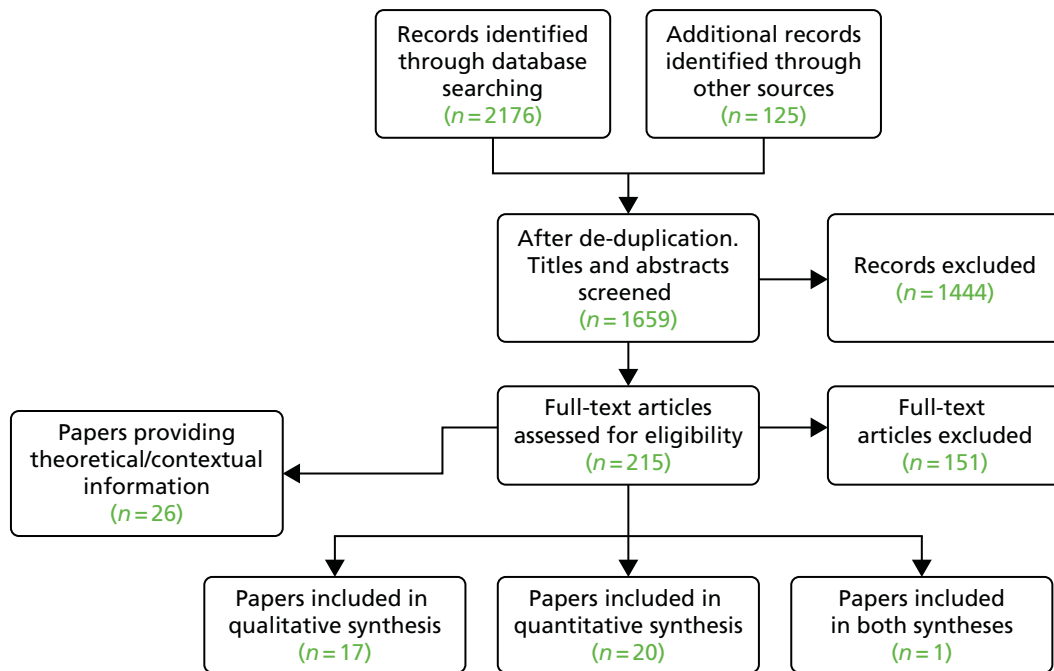 Records identified
through database
searching
(n=2176)
Additional records
identified through
other sources
(n=125)
After de-duplication.
Titles and abstracts
screened
(n=1659)
Records excluded
(n=1444)
Full-text articles
assessed for eligibility
(n=215)
Full-text
articles excluded
(n=151)
Papers providing
theoretical/contextual
information
(n=26)
Papers included in
qualitative synthesis
(n=17)
Papers included in
quantitative synthesis
(n=20)
Papers included
in both syntheses
(n=1)